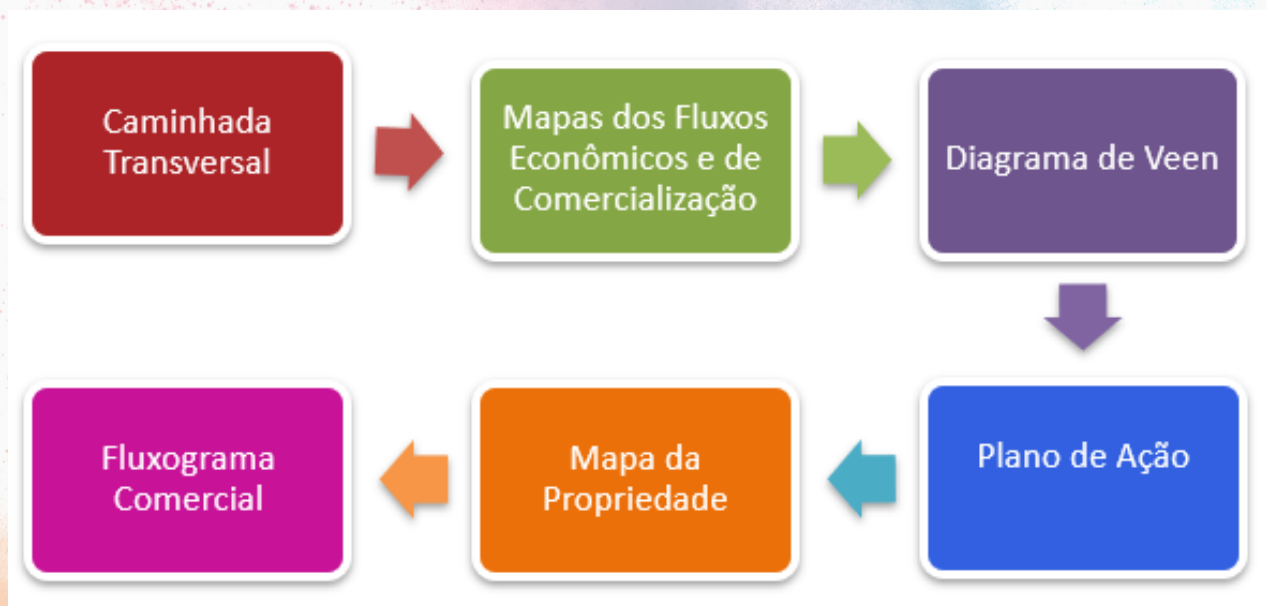 Caminhada
Transversal
Mapas dos Fluxos
Econômicos e de
Comercialização
Diagrama de Veen
Plano de Ação
Mapa da
Propriedade
Fluxograma
Comercial